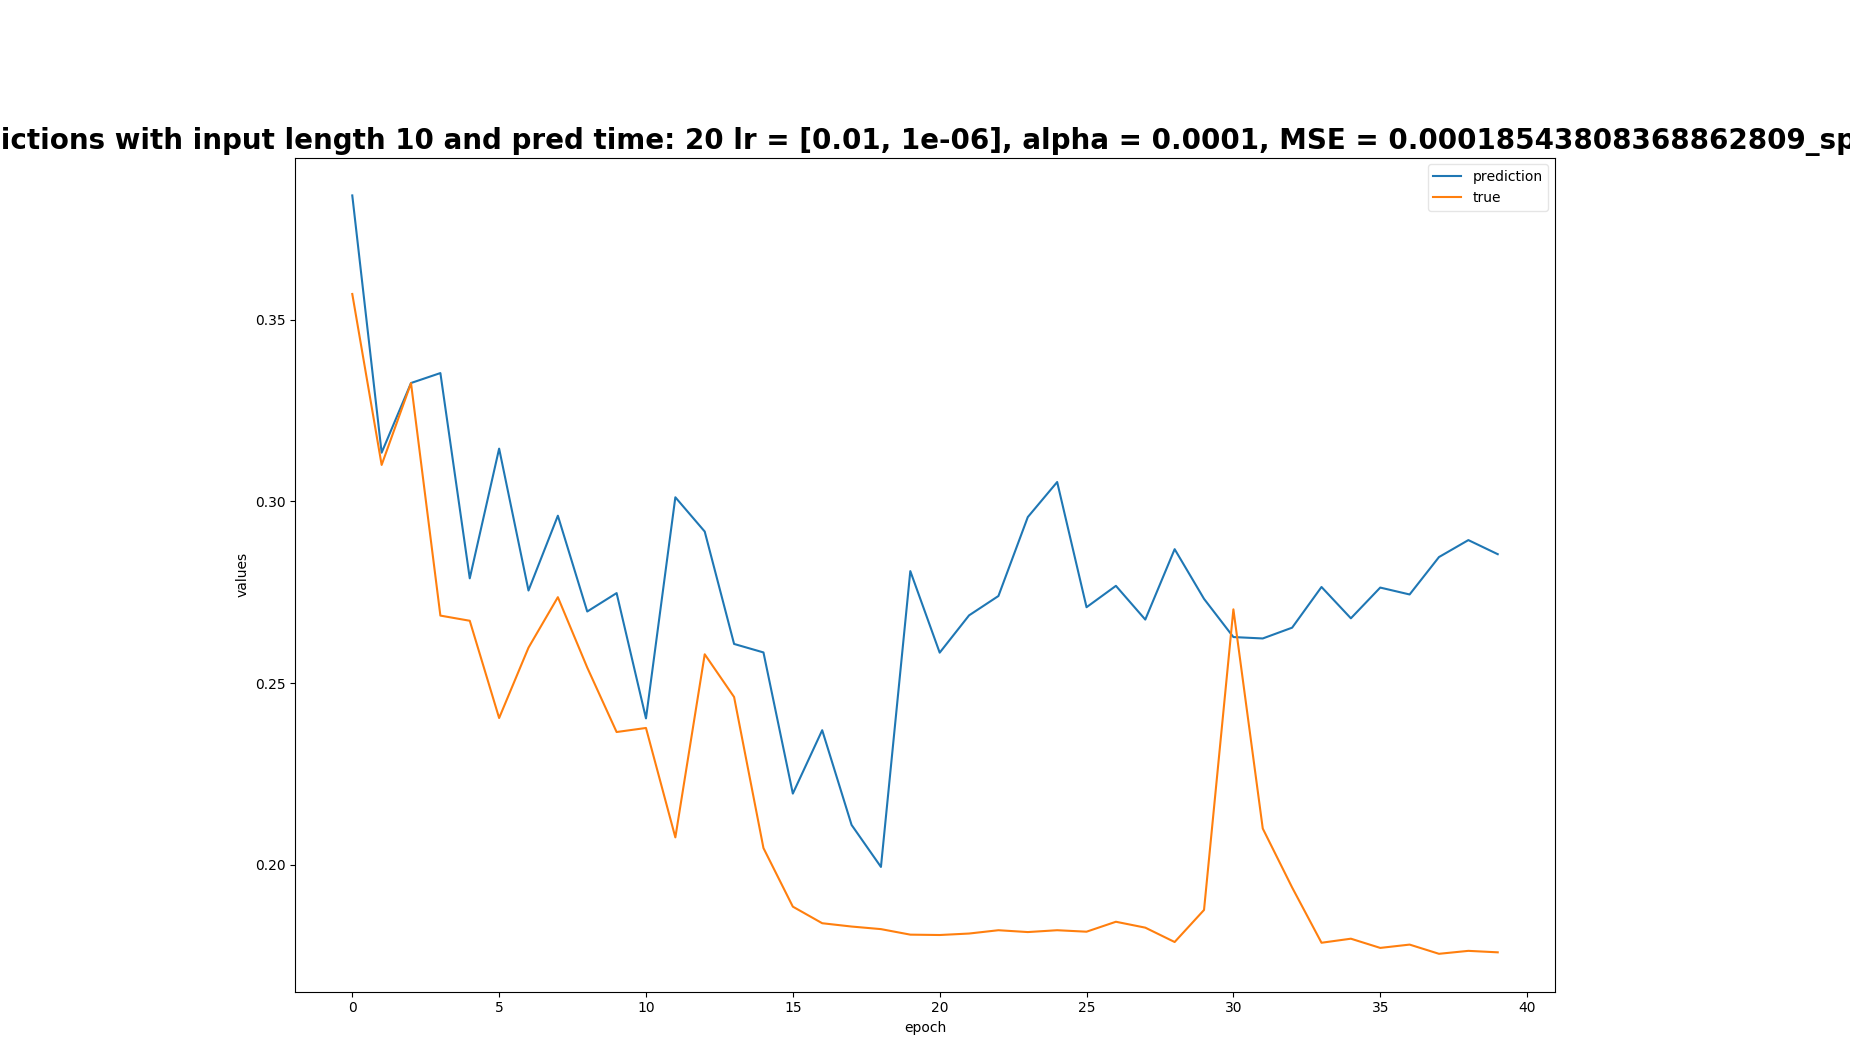 ictions with input length 10 and pred time: 20 lr = [0.01, 1e-06], alpha = 0.0001, MSE = 0.00018543808368862809_sp
prediction
true
0.35
0.30
0.25
0.20
values
0 5 10 15 20 25 30 35 40
epoch